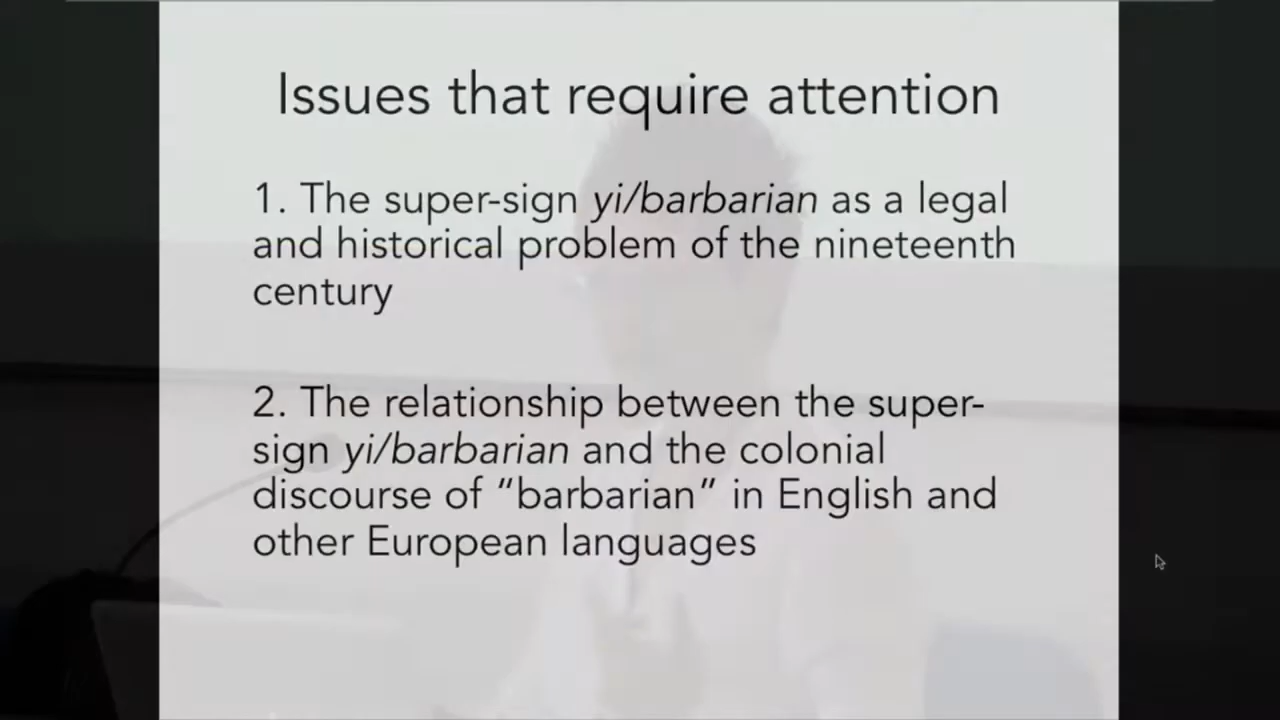 Issues that require attention
1. The super-sign yi/barbarian as a legal
and historical problem of the nineteenth
century
2. The relationship between the super-
sign yi/barbarian and the colonial
discourse of “barbarian” in English and
other European languages